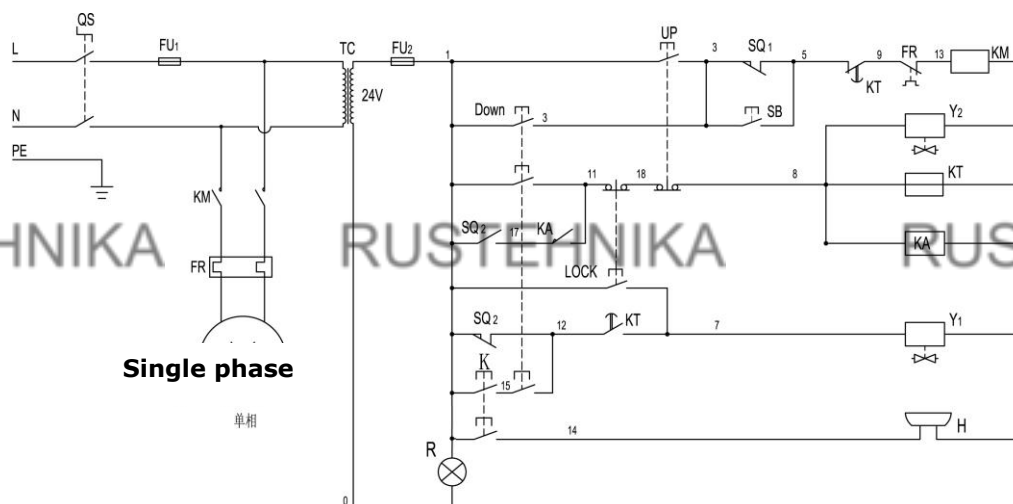 QS
UP
L
FU1
TC
FU2
1
3
SQ1
5
9
FR
13
KM
24V
KT
N
Down
3
SB
Y2
PE
11
18
8
KT
KM
SQ2
17
KA
KA
HNIKA
RUSTEHNIKA
RUS
FR
LOCK
SQ2
12
KT
7
Y1
K
Single phase
15
单相
14
H
R
0